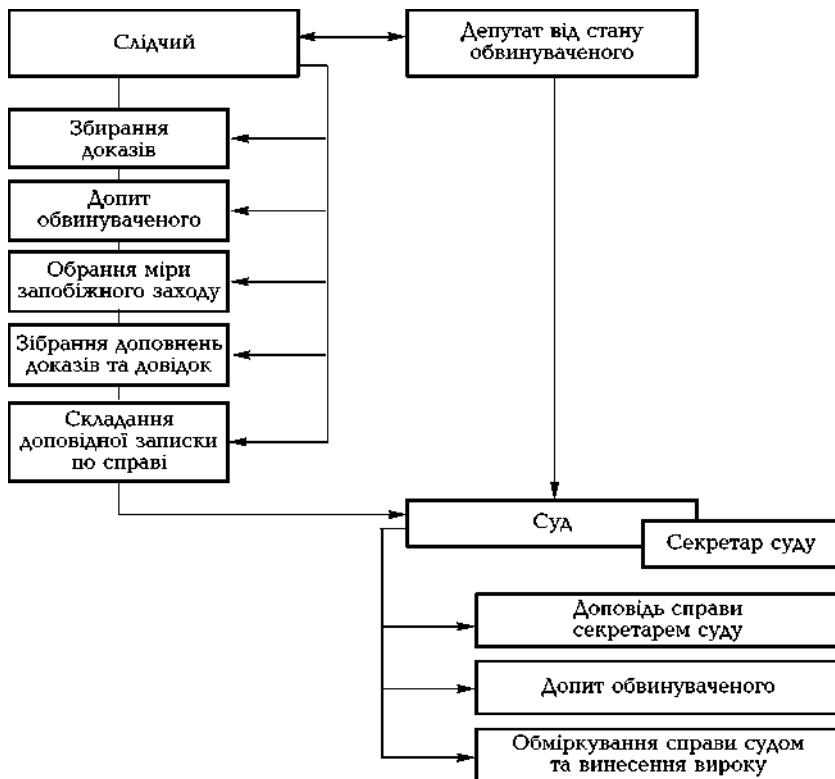 Слідчий
Депутат від стану
обвинуваченого
Збирання
доказів
Допит
обвинуваченого
Обрання міри
запобіжного заходу
Зібрання доповнень
доказів та довідок
Складання
доповідної записки
по справі
Суд
Секретар суду
Доповідь справи
секретарем суду
Допит обвинуваченого
Обміркування справи судом
та винесення вироку